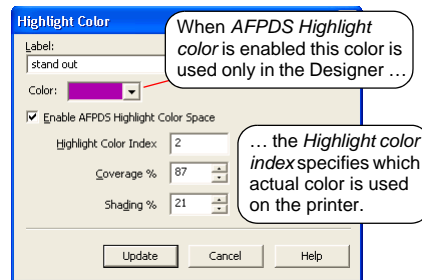 Highlight Color
When AFPDS Highlight
color is enabled this color is
used only in the Designer …
Label:
stand out
Color:
Enable AFPDS Highlight Color Space
Highlight Color Index
2
Coverage %
87
Shading %
21
… the Highlight color
index specifies which
actual color is used
on the printer.
Update
Cancel
Help